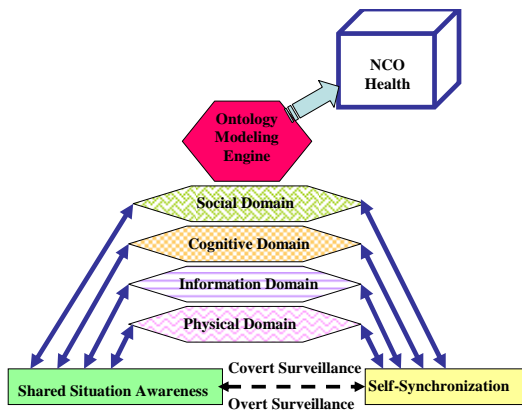 NCO
Health
Ontology
Modeling
Engine
Social Domain
Cognitive Domain
Information Domain
Physical Domain
Covert Surveillance
Shared Situation Awareness
Self-Synchronization
Overt Surveillance